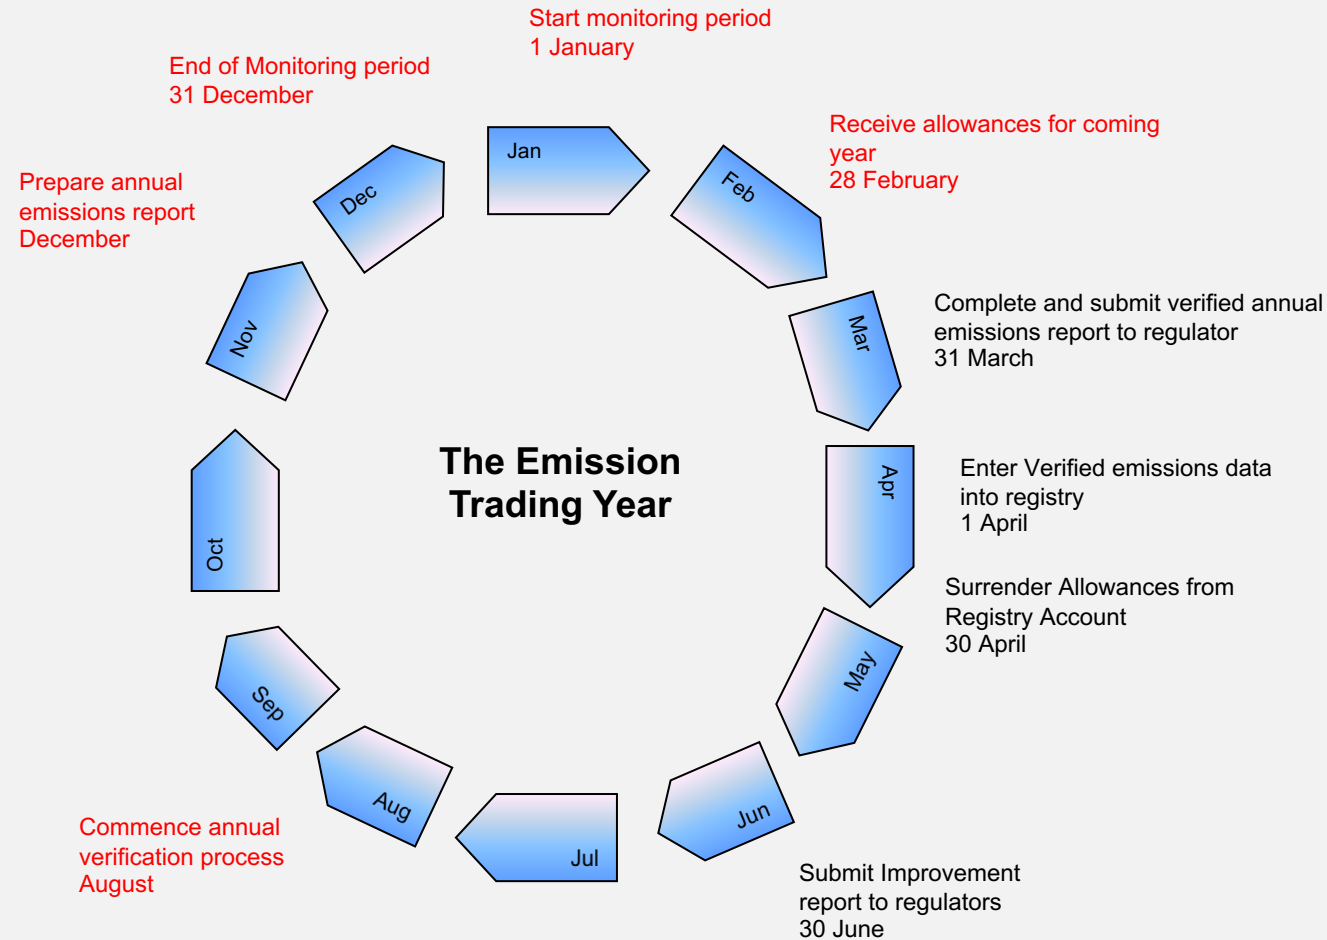 Start monitoring period
1 January
End of Monitoring period
31 December
Receive allowances for coming
year
28 February
Prepare annual
emissions report
December
Jan
Feb
Dec
Mar
Nov
Complete and submit verified annual
emissions report to regulator
31 March
The Emission
Trading Year
Apr
Enter Verified emissions data
into registry
1 April
Oct
Surrender Allowances from
Registry Account
30 April
May
Sep
Jun
Aug
Jul
Commence annual
verification process
August
Submit Improvement
report to regulators
30 June